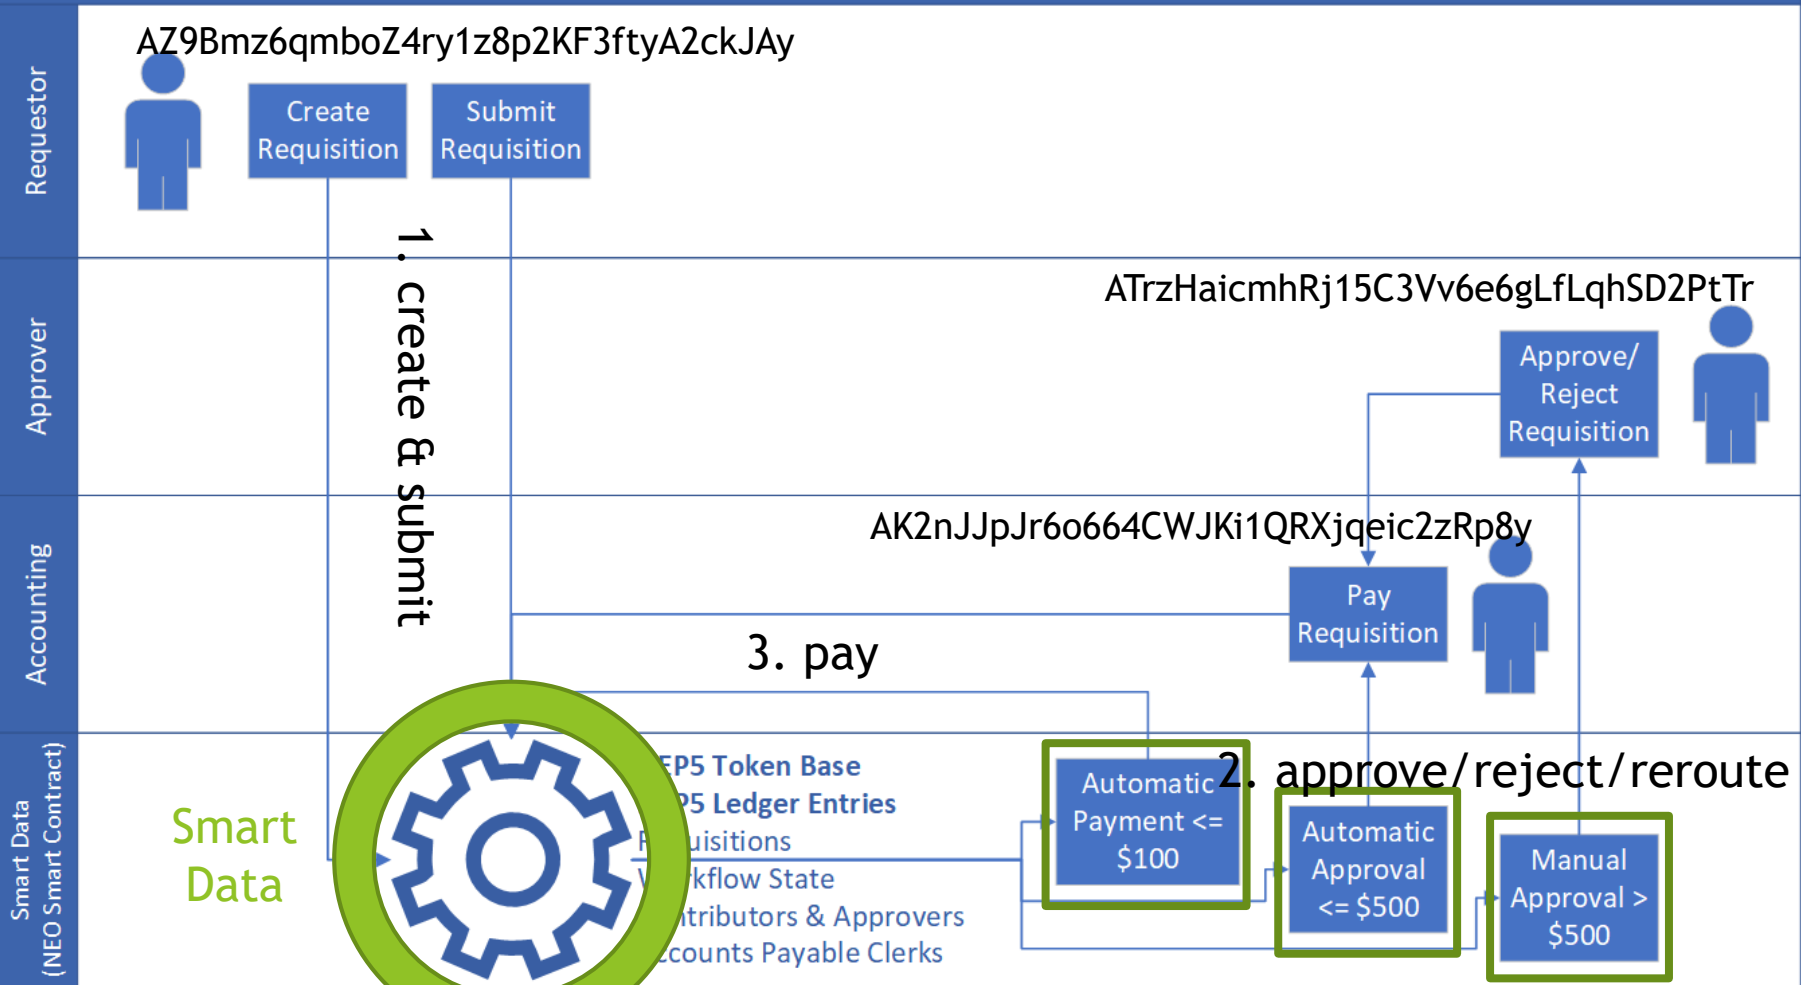 AZ9Bmz6qmboZ4ry1z8p2KF3ftyA2ckJAy
Requestor
Create
Requisition
Submit
Requisition
1. create & submit
Approver
ATrzHaicmhRj15C3Vv6e6gLfLqhSD2PtTr
Approve/
Reject
Requisition
Accounting
AK2nJJpJr6o664CWJKi1QRXjqeic2zRp8y
Pay
Requisition
3. pay
Smart Data
(NEO Smart Contract)
Smart
Data
EP5 Token Base
P5 Ledger Entries
uisitions
kflow State
ntributors & Approvers
ccounts Payable Clerks
Automatic
Payment <=
$100
2. approve/reject/reroute
Automatic
Approval
<= $500
Manual
Approval >
$500